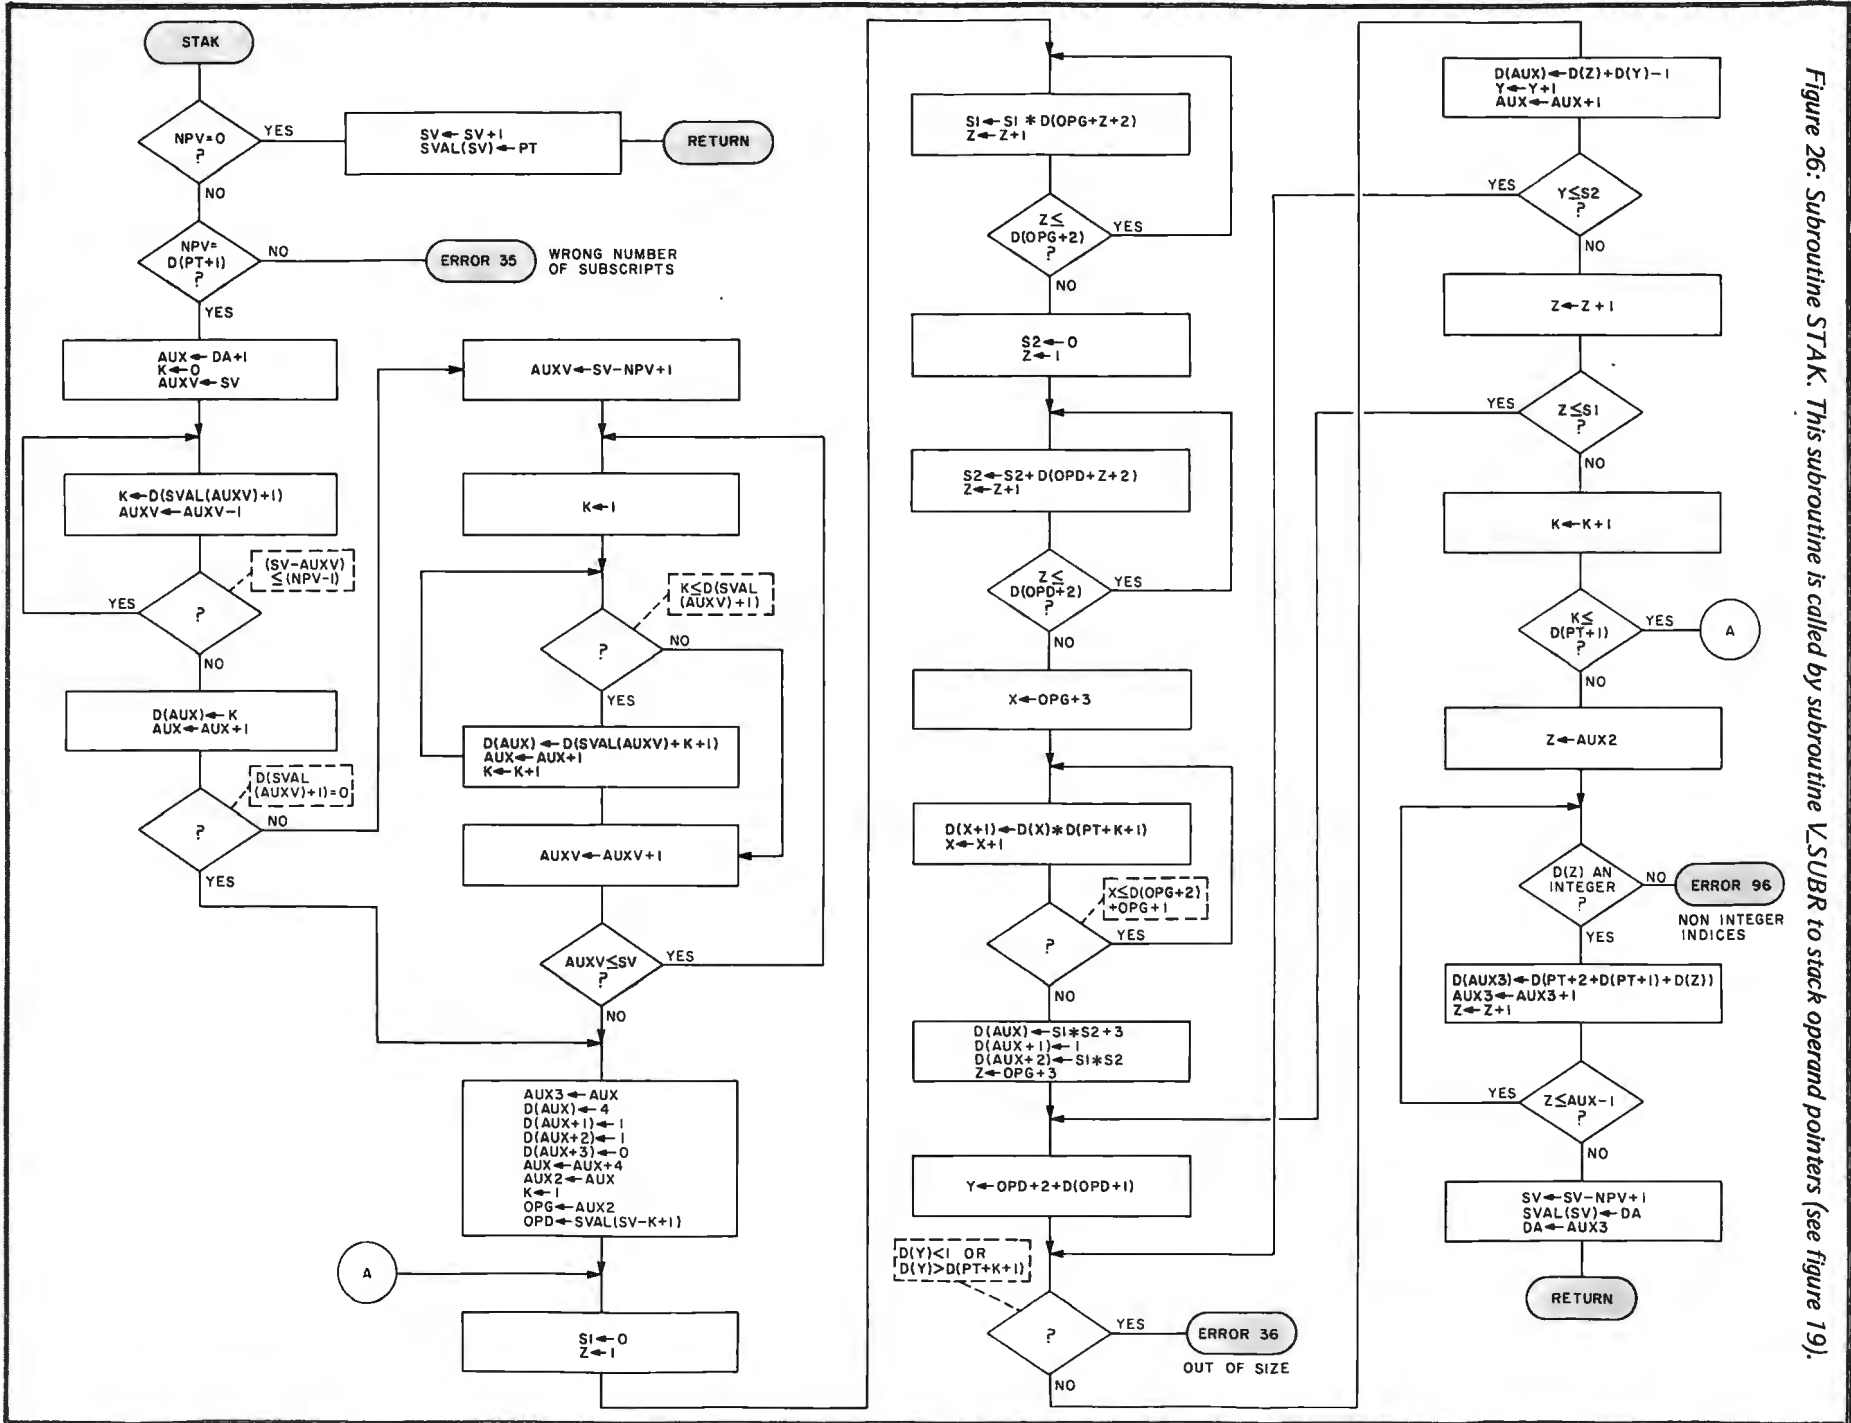 STAK
NPV=0
?
YES
NO
SV←SV+1
SVAL(SV)←PT
RETURN
NPV=
D(PT+1)
?
NO
YES
ERROR 35
WRONG NUMBER
OF SUBSCRIPTS
AUX←DA+1
K←0
AUXV←SV
K←D(SVAL(AUXV)+1)
AUXV←AUXV-1
(SV-AUXV)
≤(NPV-1)
?
YES
NO
D(AUX)←K
AUX←AUX+1
D(SVAL
(AUXV)+1)=0
?
NO
YES
AUXV←SV-NPV+1
K←1
K≤D(SVAL
(AUXV)+1)
?
NO
YES
D(AUX)←D(SVAL(AUXV)+K+1)
AUX←AUX+1
K←K+1
AUXV←AUXV+1
AUXV≤SV
?
YES
NO
AUX3←AUX
D(AUX)←4
D(AUX+1)←1
D(AUX+2)←1
D(AUX+3)←0
AUX←AUX+4
AUX2←AUX
K←1
OPG←AUX2
OPD←SVAL(SV-K+1)
A
S1←0
Z←1
S1←S1*D(OPG+Z+2)
Z←Z+1
Z≤
D(OPG+2)
?
YES
NO
S2←0
Z←1
S2←S2+D(OPD+Z+2)
Z←Z+1
Z≤
D(OPD+2)
?
YES
NO
X←OPG+3
D(X+1)←D(X)*D(PT+K+1)
X←X+1
X≤D(OPG+2)
+OPG+1
?
YES
NO
D(AUX)←S1*S2+3
D(AUX+1)←1
D(AUX+2)←S1*S2
Z←OPG+3
Y←OPD+2+D(OPD+1)
D(Y)<1 OR
D(Y)>D(PT+K+1)
?
YES
NO
ERROR 36
OUT OF SIZE
D(AUX)←D(Z)+D(Y)-1
Y←Y+1
AUX←AUX+1
Y≤S2
?
YES
NO
Z←Z+1
Z≤S1
?
YES
NO
K←K+1
K≤
D(PT+1)
?
YES
A
NO
Z←AUX2
D(Z) AN
INTEGER
?
NO
YES
ERROR 96
NON INTEGER
INDICES
D(AUX3)←D(PT+2+D(PT+1)+D(Z))
AUX3←AUX3+1
Z←Z+1
Z≤AUX-1
?
YES
NO
SV←SV-NPV+1
SVAL(SV)←DA
DA←AUX3
RETURN
Figure 26: Subroutine STAK. This subroutine is called by subroutine V_SUBR to stack operand pointers (see figure 19).